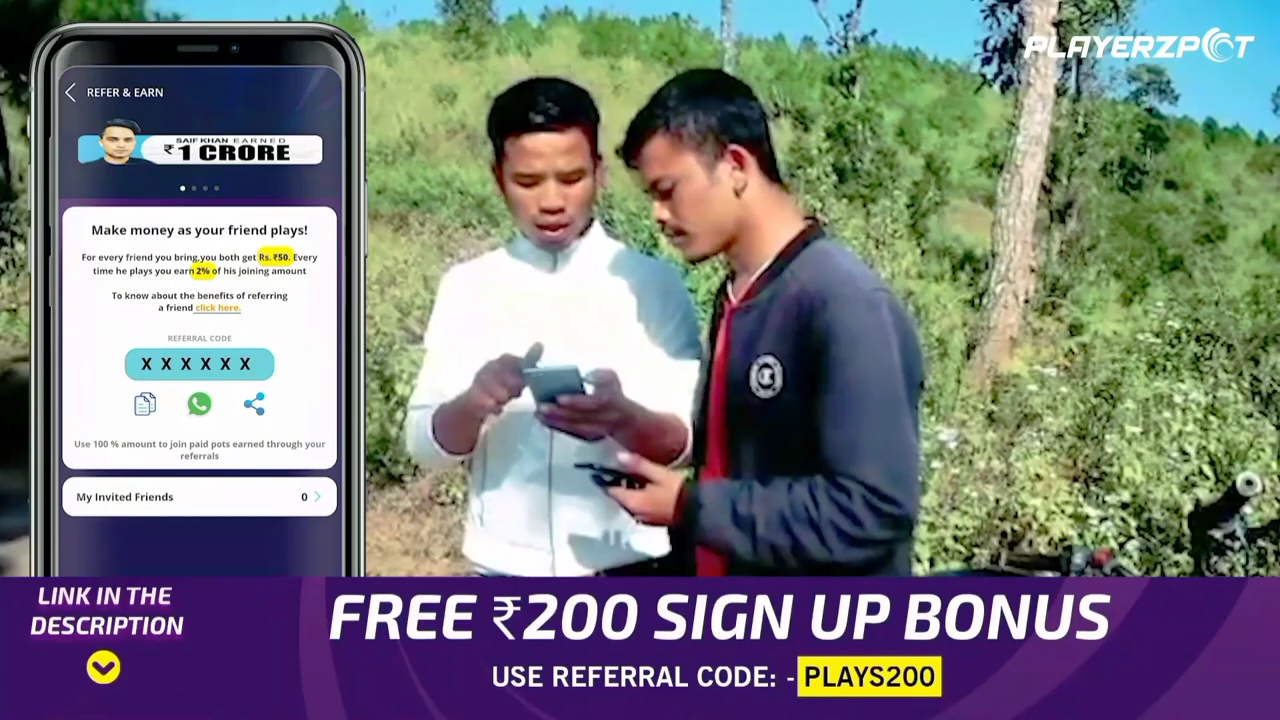 PLAYERZPOT
REFER & EARN
SAIF KHAN EARNED
₹1 CRORE
Make money as your friend plays!
For every friend you bring,you both get Rs. ₹50. Every
time he plays you earn 2% of his joining amount
To know about the benefits of referring
a friend click here.
REFERRAL CODE
X X X X X X
Use 100 % amount to join paid pots earned through your
referrals
My Invited Friends 0
LINK IN THE
DESCRIPTION
FREE ₹200 SIGN UP BONUS
USE REFERRAL CODE: - PLAYS200